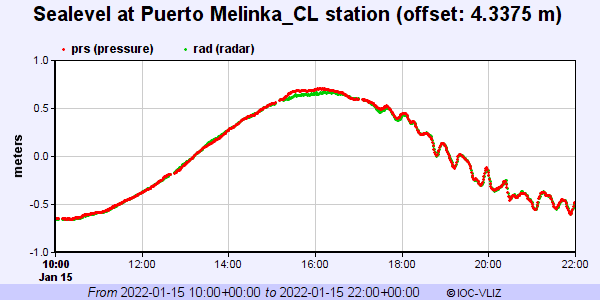 Sealevel at Puerto Melinka_CL station (offset: 4.3375 m)
prs (pressure) rad (radar)
1.0
0.5
0.0
-0.5
-1.0
meters
10:00 12:00 14:00 16:00 18:00 20:00 22:00
Jan 15
From 2022-01-15 10:00+00:00 to 2022-01-15 22:00+00:00 © IOC-VLIZ